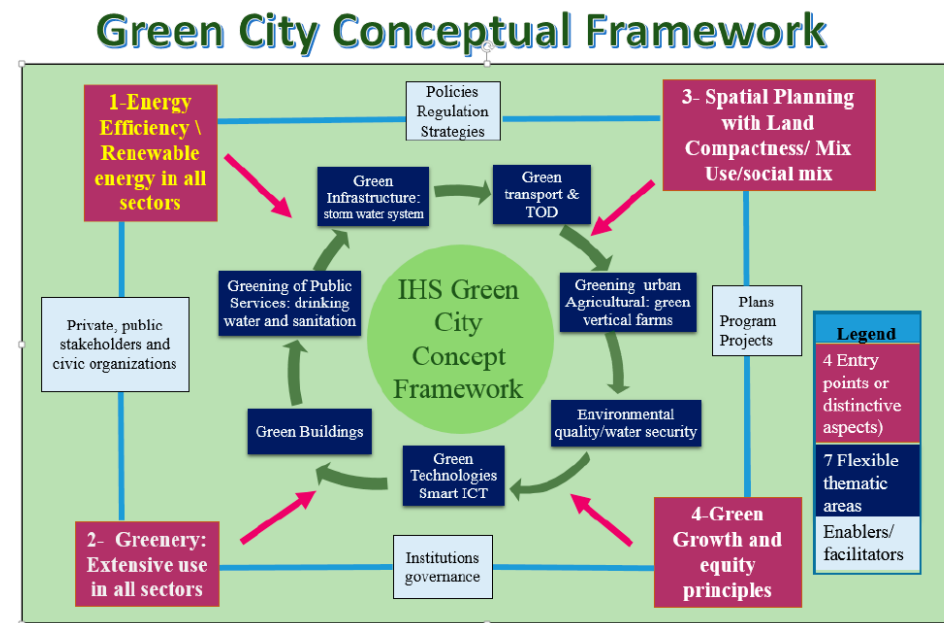 Green City Conceptual Framework
1-Energy
Efficiency \
Renewable
energy in all
sectors
Policies
Regulation
Strategies
3- Spatial Planning
with Land
Compactness/ Mix
Use/social mix
Green
Infrastructure:
storm water system
Green
transport &
TOD
Greening of Public
Services: drinking
water and sanitation
IHS Green
City
Concept
Framework
Greening urban
Agricultural: green
vertical farms
Private, public
stakeholders and
civic organizations
Plans
Program
Projects
Legend
4 Entry
points or
distinctive
aspects)
7 Flexible
thematic
areas
Enablers/
facilitators
Green Buildings
Environmental
quality/water security
Green
Technologies
Smart ICT
2- Greenery:
Extensive use
in all sectors
Institutions
governance
4-Green
Growth and
equity
principles